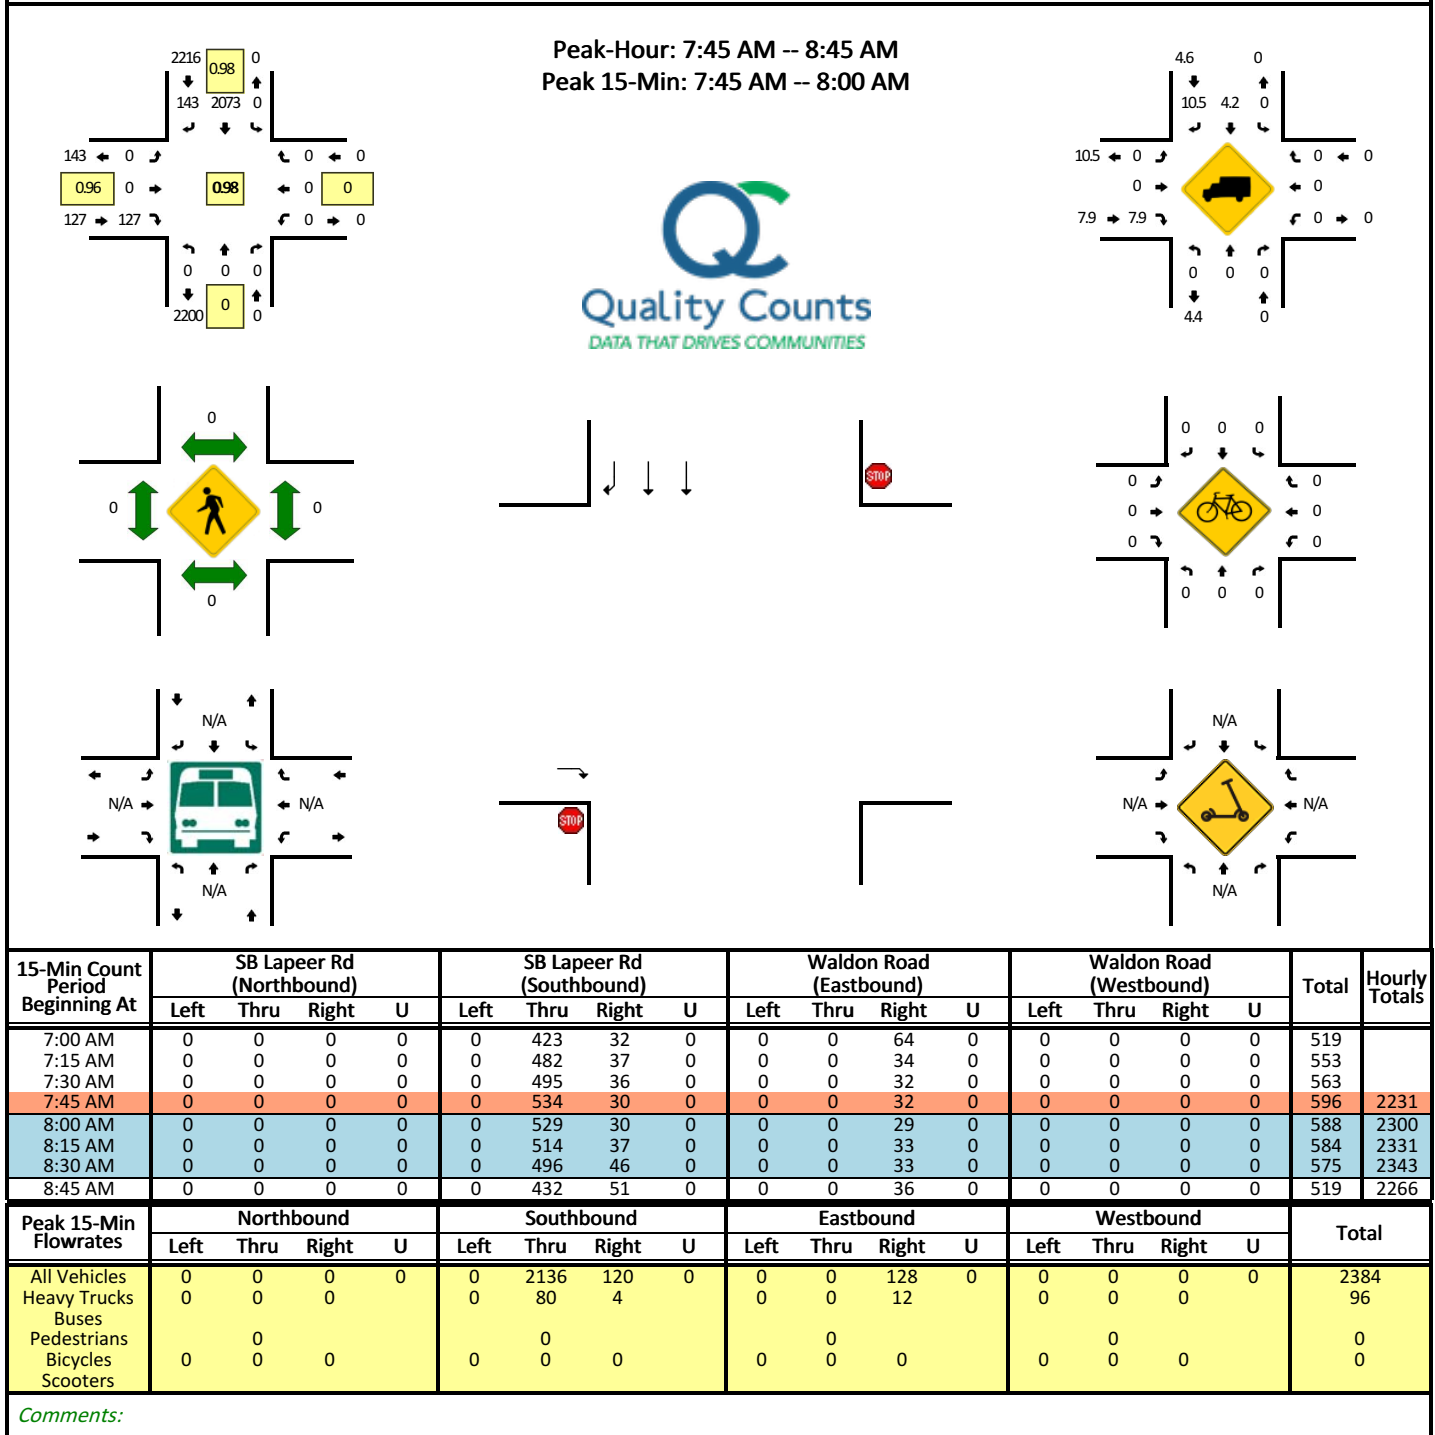 Peak-Hour: 7:45 AM -- 8:45 AM
Peak 15-Min: 7:45 AM -- 8:00 AM
2216 0.98 0
143 2073 0
143 0 0 0
0.96 0 0.98 0 0
127 127 0 0
0 0 0
2200 0 0
4.6 0
10.5 4.2 0
10.5 0 0 0
0 0
7.9 7.9 0 0
0 0 0
4.4 0
QC
Quality Counts
DATA THAT DRIVES COMMUNITIES
0
0 0
0
STOP
0 0 0
0 0
0 0
0 0
0 0 0
N/A
N/A N/A
N/A
STOP
N/A
N/A N/A
N/A
15-Min Count Period Beginning At SB Lapeer Rd (Northbound) SB Lapeer Rd (Southbound) Waldon Road (Eastbound) Waldon Road (Westbound) Total Hourly Totals
Left Thru Right U Left Thru Right U Left Thru Right U Left Thru Right U
7:00 AM 0 0 0 0 0 423 32 0 0 0 64 0 0 0 0 0 519
7:15 AM 0 0 0 0 0 482 37 0 0 0 34 0 0 0 0 0 553
7:30 AM 0 0 0 0 0 495 36 0 0 0 32 0 0 0 0 0 563
7:45 AM 0 0 0 0 0 534 30 0 0 0 32 0 0 0 0 0 596 2231
8:00 AM 0 0 0 0 0 529 30 0 0 0 29 0 0 0 0 0 588 2300
8:15 AM 0 0 0 0 0 514 37 0 0 0 33 0 0 0 0 0 584 2331
8:30 AM 0 0 0 0 0 496 46 0 0 0 33 0 0 0 0 0 575 2343
8:45 AM 0 0 0 0 0 432 51 0 0 0 36 0 0 0 0 0 519 2266
Peak 15-Min Flowrates Northbound Southbound Eastbound Westbound Total
Left Thru Right U Left Thru Right U Left Thru Right U Left Thru Right U
All Vehicles 0 0 0 0 0 2136 120 0 0 0 128 0 0 0 0 0 2384
Heavy Trucks 0 0 0 0 80 4 0 0 12 0 0 0 96
Buses
Pedestrians 0 0 0 0 0
Bicycles 0 0 0 0 0 0 0 0 0 0 0 0 0
Scooters
Comments: